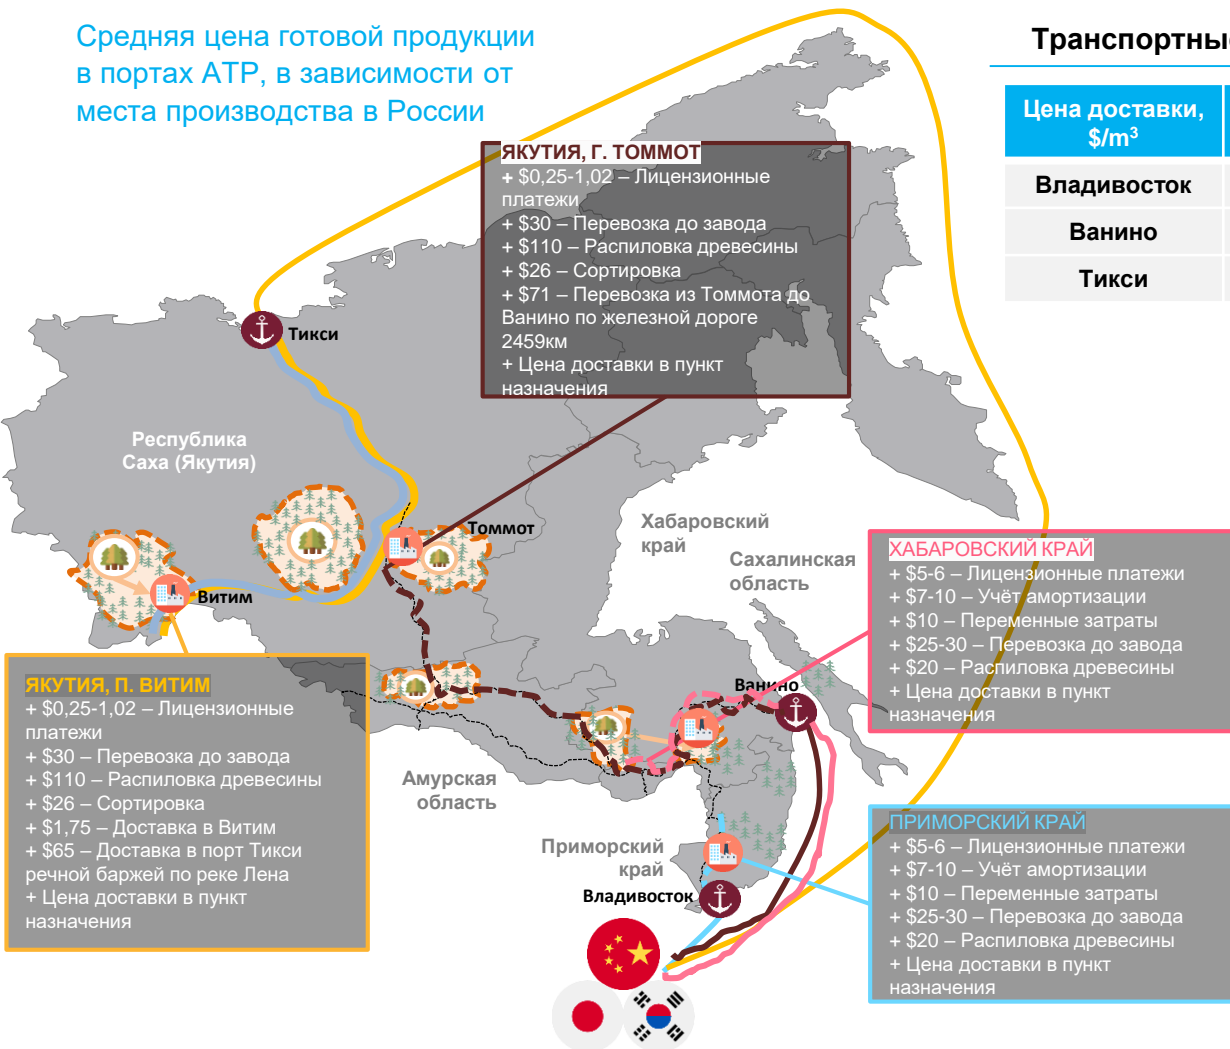 Средняя цена готовой продукции
в портах АТР, в зависимости от
места производства в России
Транспортные
Цена доставки,
$/m³
Владивосток
Ванино
Тикси
ЯКУТИЯ, Г. ТОММОТ
+ $0,25-1,02 – Лицензионные
платежи
+ $30 – Перевозка до завода
+ $110 – Распиловка древесины
+ $26 – Сортировка
+ $71 – Перевозка из Томмота до
Ванино по железной дороге
2459км
+ Цена доставки в пункт
назначения
Тикси
Республика
Саха (Якутия)
Томмот
Витим
Хабаровский
край
Сахалинская
область
ХАБАРОВСКИЙ КРАЙ
+ $5-6 – Лицензионные платежи
+ $7-10 – Учёт амортизации
+ $10 – Переменные затраты
+ $25-30 – Перевозка до завода
+ $20 – Распиловка древесины
+ Цена доставки в пункт
назначения
ЯКУТИЯ, П. ВИТИМ
+ $0,25-1,02 – Лицензионные
платежи
+ $30 – Перевозка до завода
+ $110 – Распиловка древесины
+ $26 – Сортировка
+ $1,75 – Доставка в Витим
+ $65 – Доставка в порт Тикси
речной баржей по реке Лена
+ Цена доставки в пункт
назначения
Ванино
Амурская
область
Приморский
край
Владивосток
ПРИМОРСКИЙ КРАЙ
+ $5-6 – Лицензионные платежи
+ $7-10 – Учёт амортизации
+ $10 – Переменные затраты
+ $25-30 – Перевозка до завода
+ $20 – Распиловка древесины
+ Цена доставки в пункт
назначения